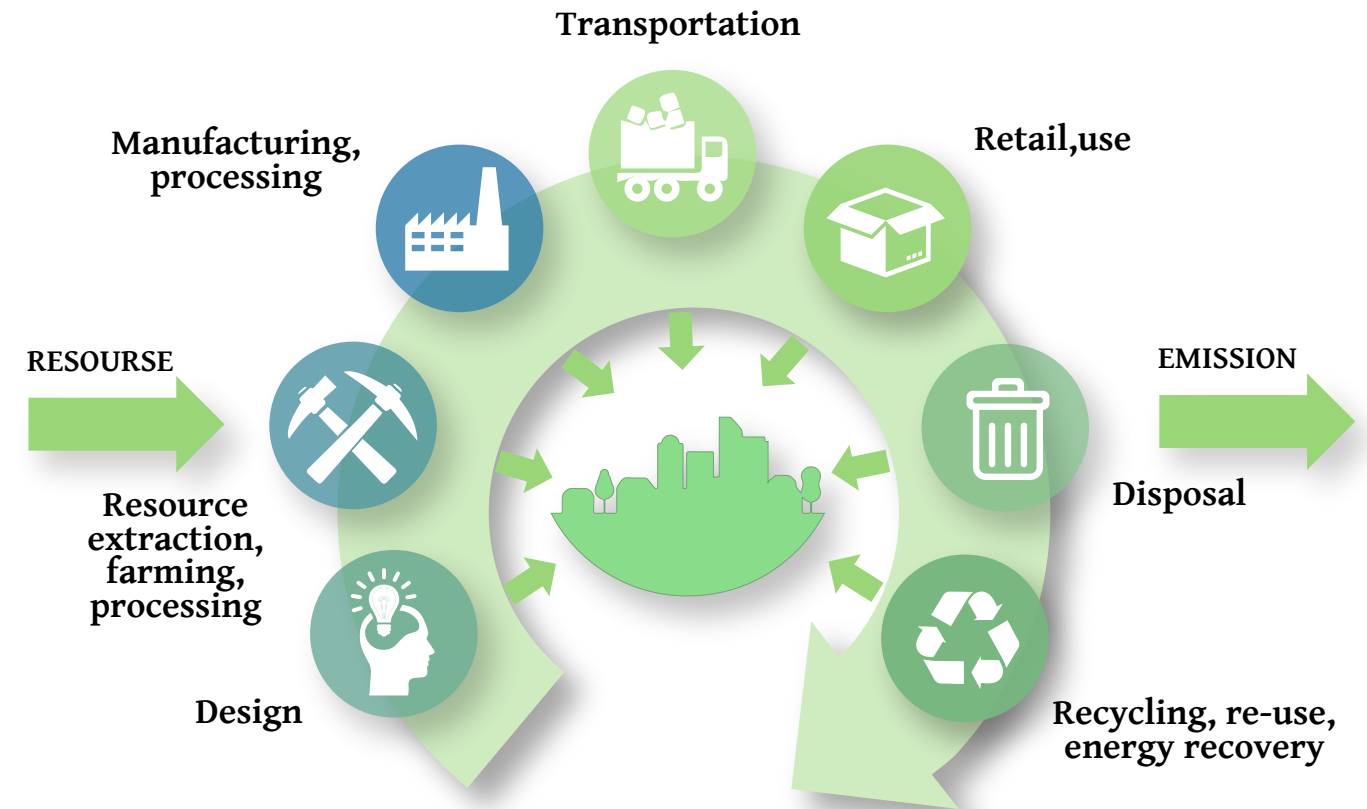 Transportation
Manufacturing,
processing
Retail,use
RESOURSE
EMISSION
Resource
extraction,
farming,
processing
Disposal
Design
Recycling, re-use,
energy recovery